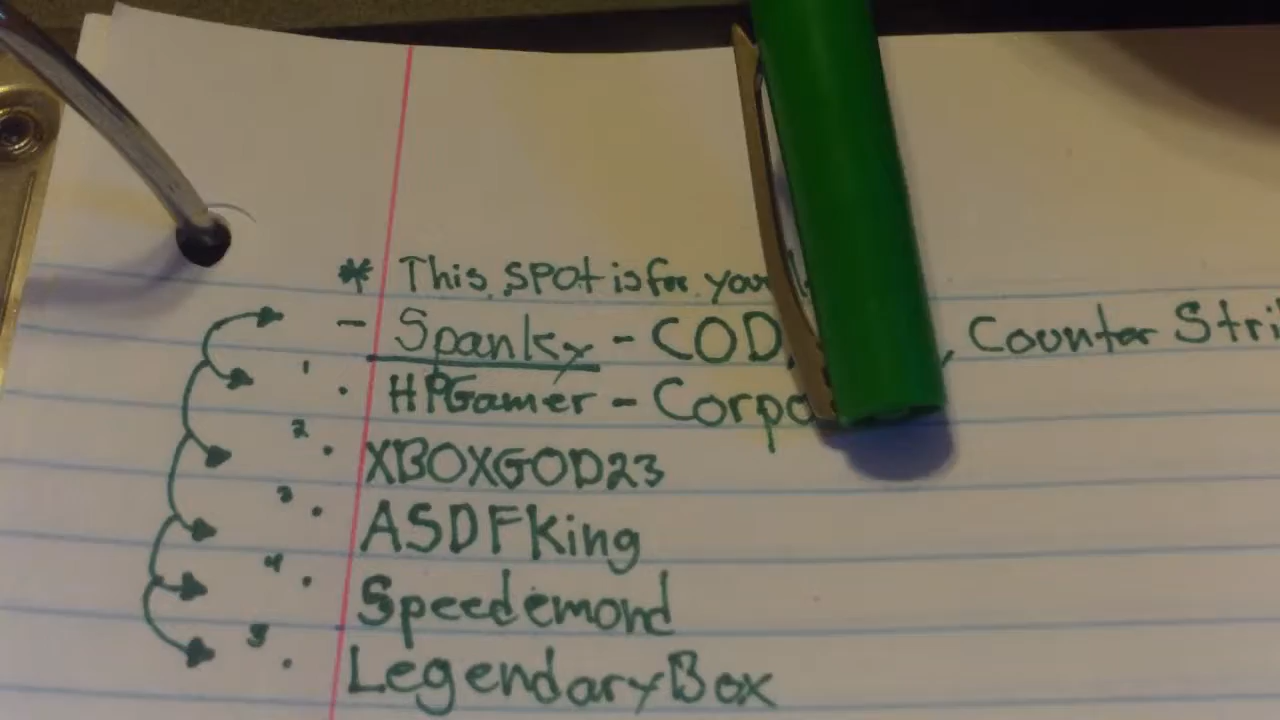 * This SPOt is for your
- Spanky - COD, , Counter Stri
1. HPGamer - Corpo
2. XBOXGOD23
3. ASDFKing
4. Speedemond
5. LegendaryBox